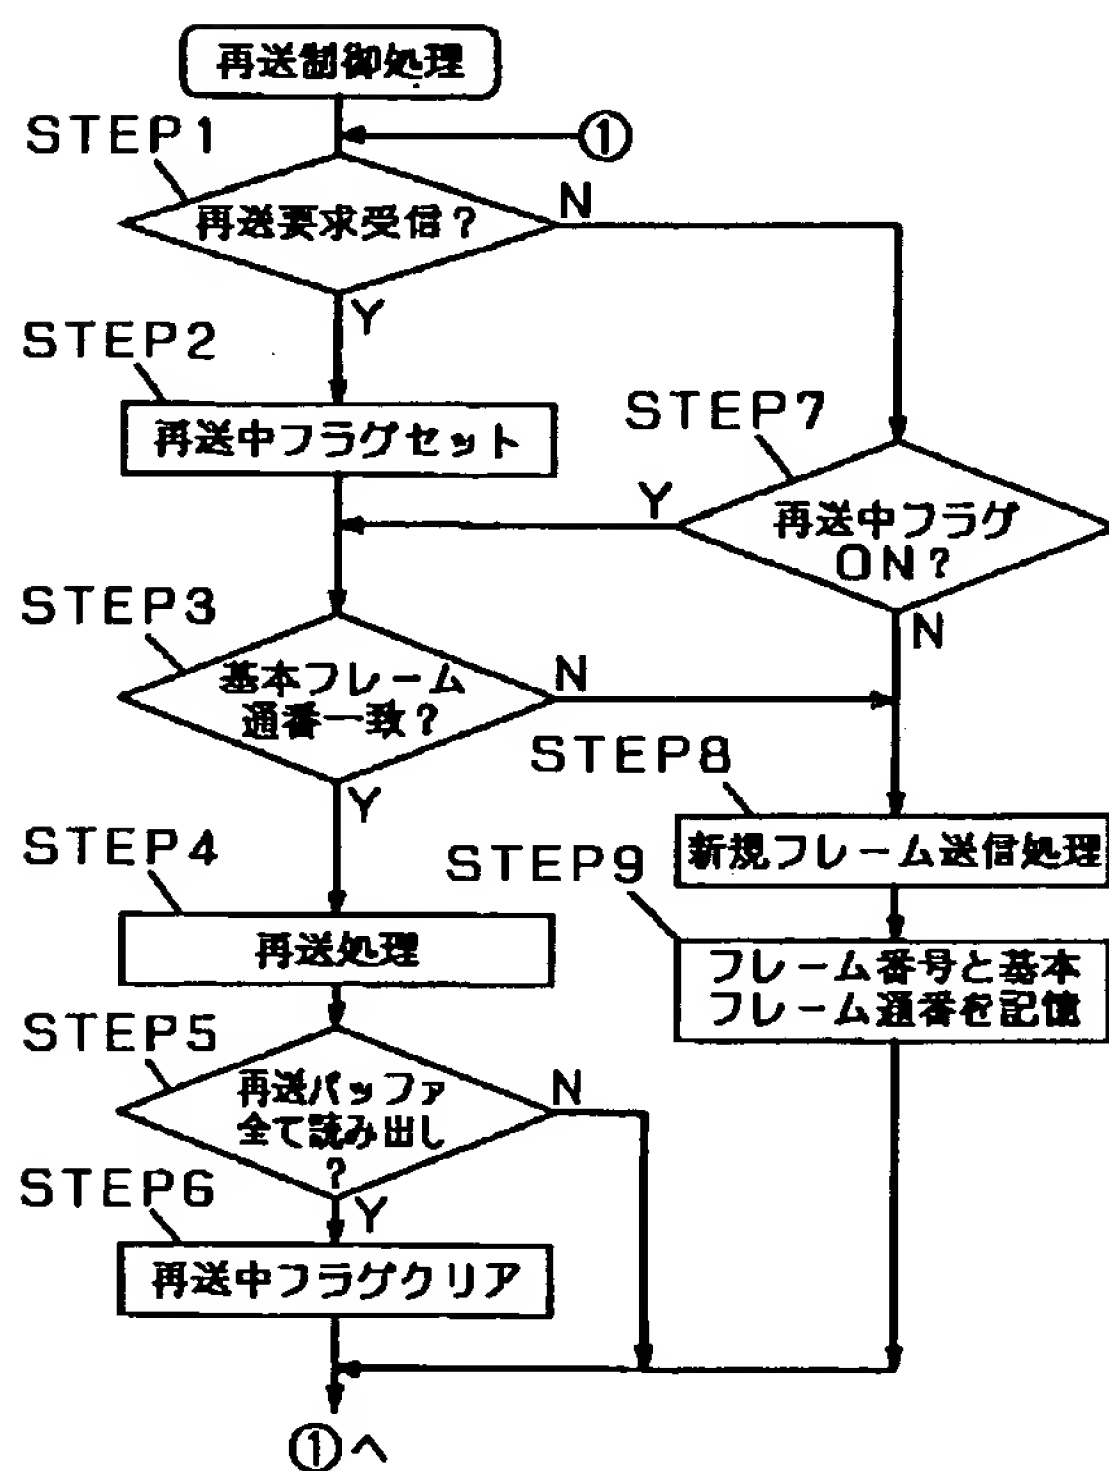 再送制御処理
①
STEP1
再送要求受信?
N
Y
STEP2
再送中フラグセット
STEP7
再送中フラグ
ON?
Y
N
STEP3
基本フレーム
通番一致?
N
Y
STEP8
新規フレーム送信処理
STEP4
再送処理
STEP9
フレーム番号と基本
フレーム通番を記憶
STEP5
再送バッファ
全て読み出し
?
N
Y
STEP6
再送中フラグクリア
①へ